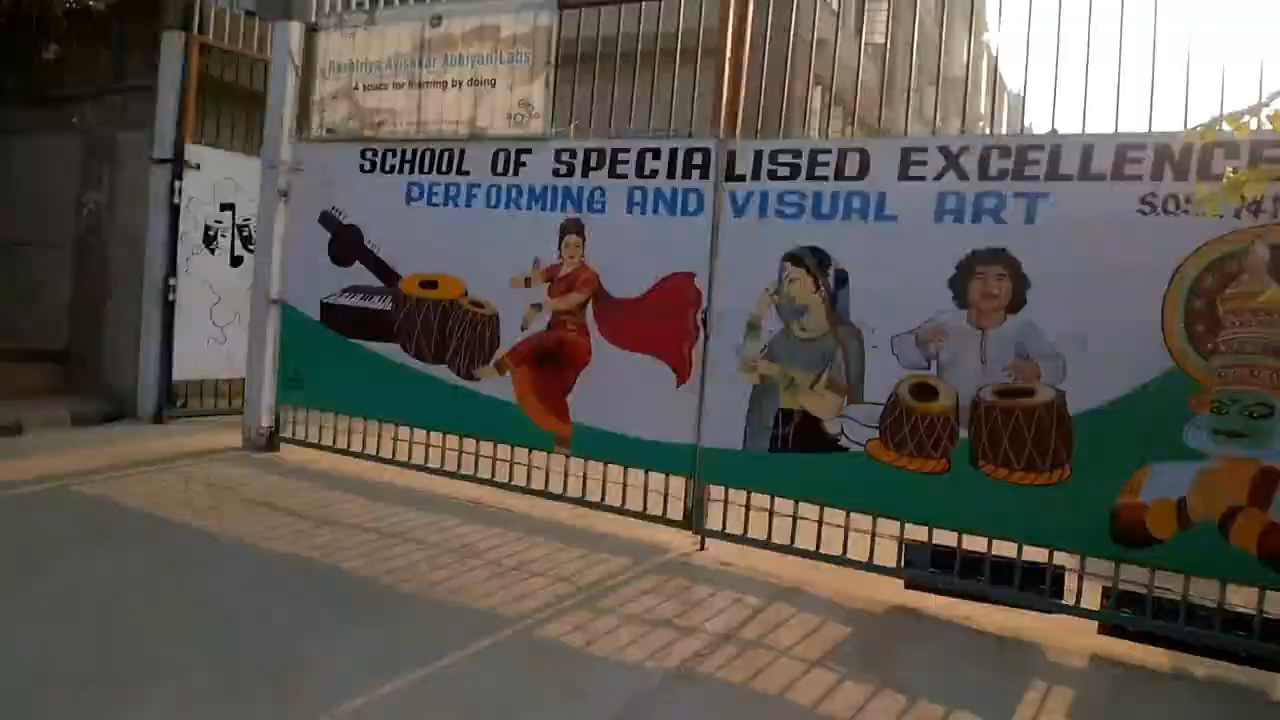 Rashtriya Avishkar Abhiyan Labs
A space for learning by doing
SCHOOL OF SPECIALISED EXCELLENCE
PERFORMING AND VISUAL ART